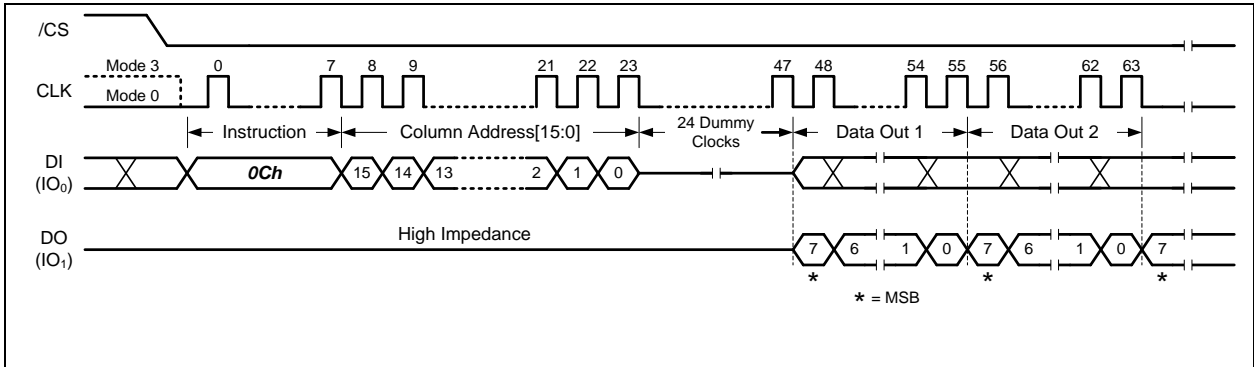 /CS
Mode 3 0 7 8 9 21 22 23 47 48 54 55 56 62 63
CLK Mode 0
Instruction Column Address[15:0] 24 Dummy Clocks Data Out 1 Data Out 2
DI (IO0) 0Ch 15 14 13 2 1 0
High Impedance
DO (IO1) 7 6 1 0 7 6 1 0 7
* * *
* = MSB